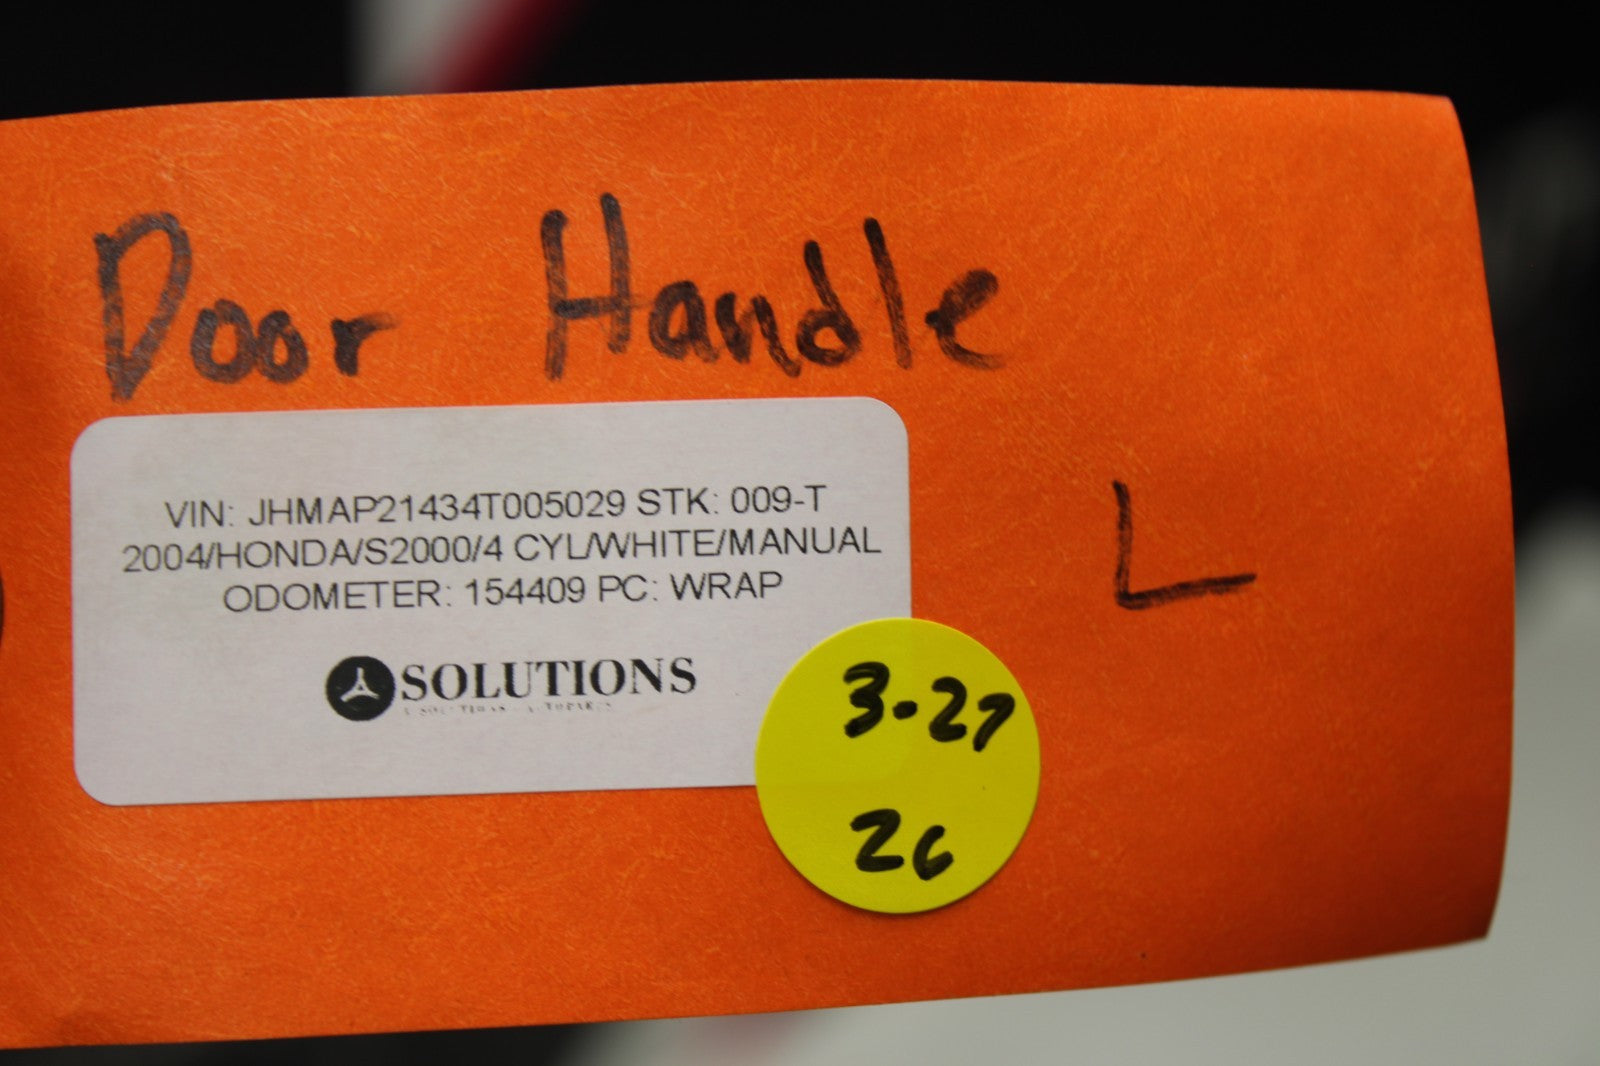 Door Handle
VIN: JHMAP21434T005029 STK: 009-T
2004/HONDA/S2000/4 CYL/WHITE/MANUAL
ODOMETER: 154409 PC: WRAP
SOLUTIONS
L
3-27
26